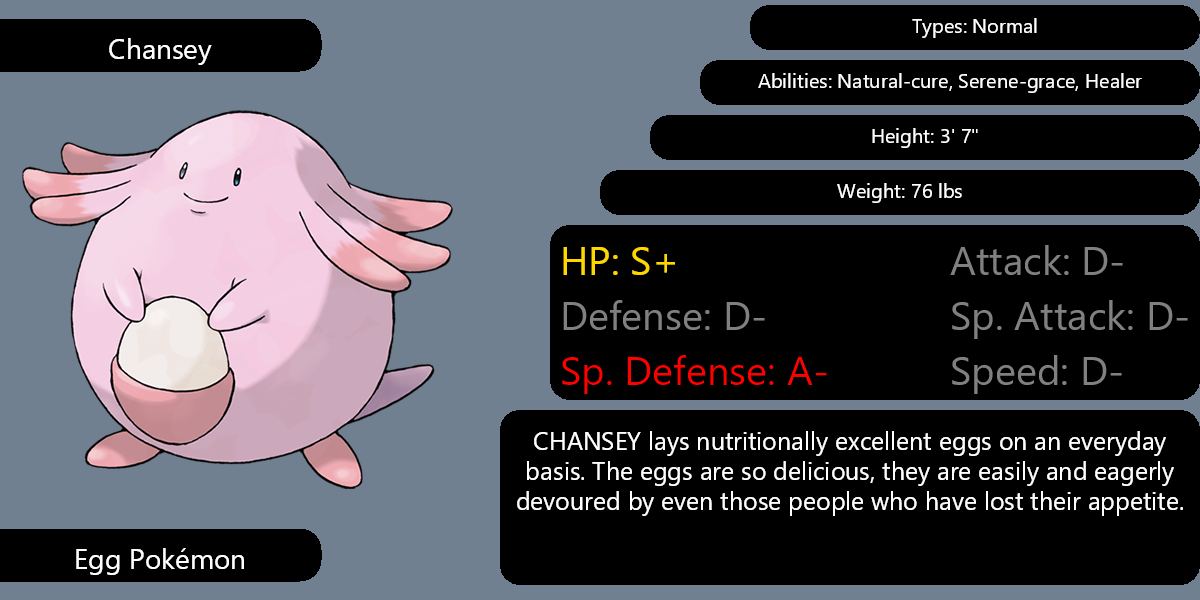 Chansey
Types: Normal
Abilities: Natural-cure, Serene-grace, Healer
Height: 3' 7"
Weight: 76 lbs
HP: S+
Attack: D-
Defense: D-
Sp. Attack: D-
Sp. Defense: A-
Speed: D-
CHANSEY lays nutritionally excellent eggs on an everyday
basis. The eggs are so delicious, they are easily and eagerly
devoured by even those people who have lost their appetite.
Egg Pokémon